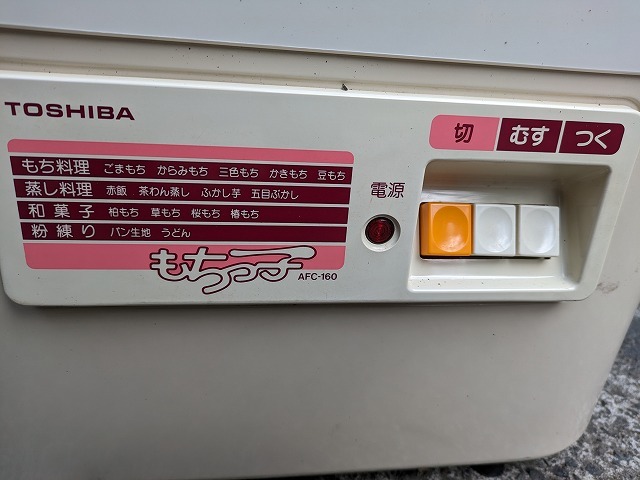 TOSHIBA
切 むす つく
もち料理 ごまもち からみもち 三色もち かきもち 豆もち
蒸し料理 赤飯 茶わん蒸し ふかし芋 五目ぶかし
和菓子 柏もち 草もち 桜もち 椿もち
粉練り パン生地 うどん
電源
もちっ子
AFC-160